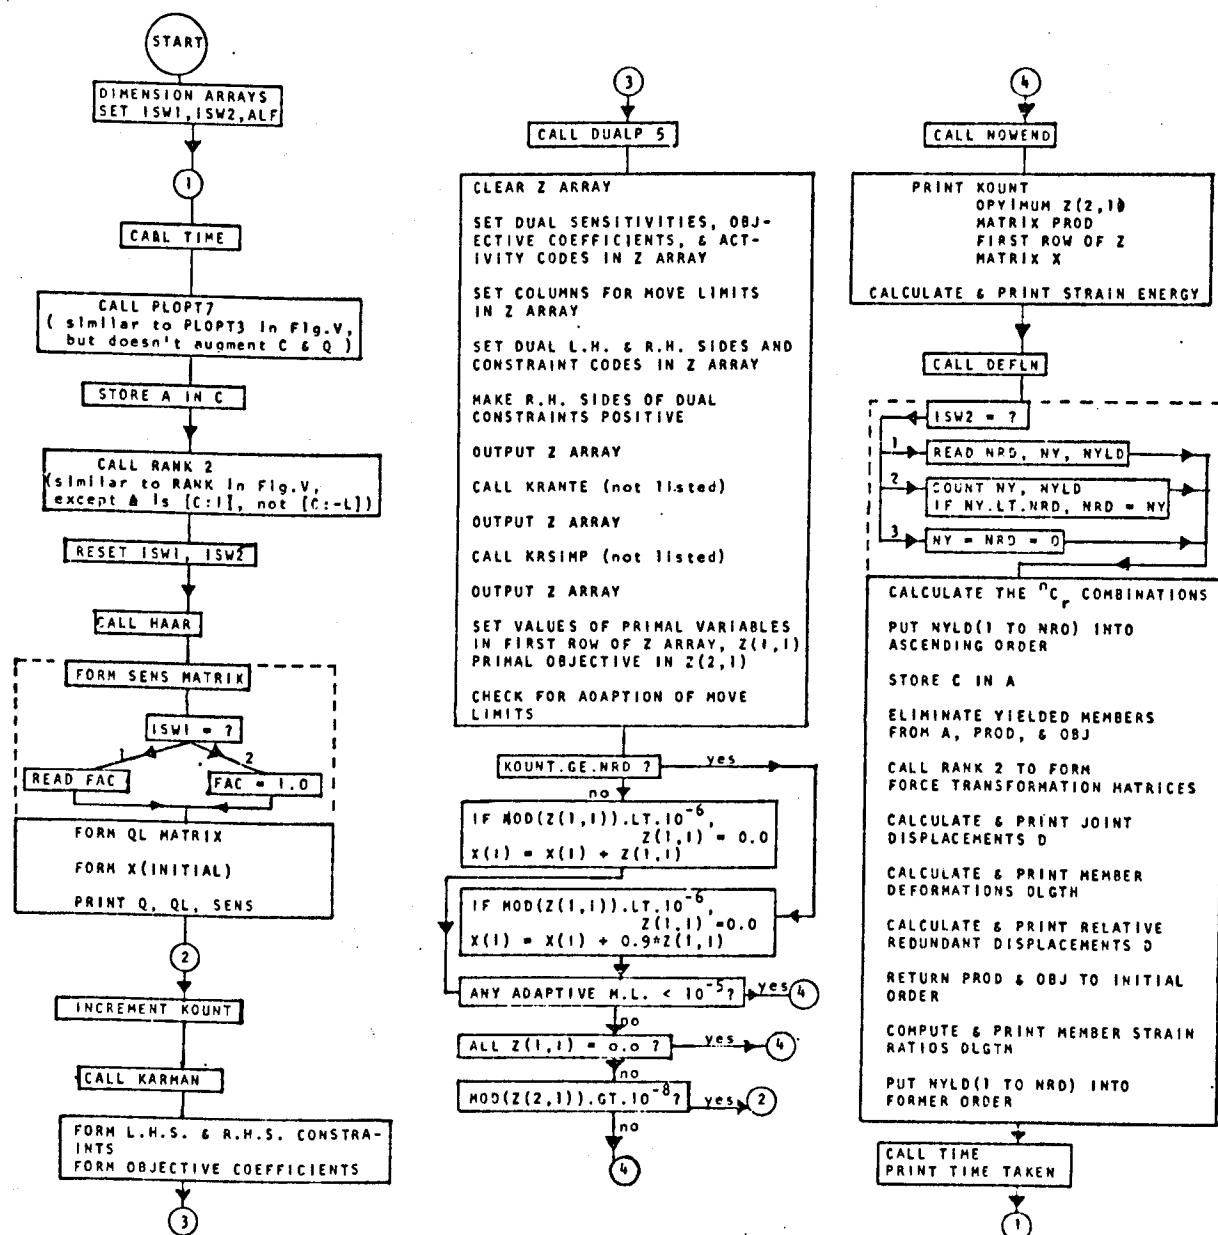 START
DIMENSION ARRAYS
SET ISW1,ISW2,ALF
1
CALL TIME
CALL PLOPT7
( similar to PLOPT3 in Fig.V,
but doesn't augment C & Q )
STORE A IN C
CALL RANK 2
(similar to RANK in Fig.V,
except A is [C:I], not [C:-L])
RESET ISW1, ISW2
CALL HAAR
FORM SENS MATRIX
ISW1 = ?
1
2
READ FAC
FAC = 1.0
FORM QL MATRIX
FORM X(INITIAL)
PRINT Q, QL, SENS
2
INCREMENT KOUNT
CALL KARMAN
FORM L.H.S. & R.H.S. CONSTRA-
INTS
FORM OBJECTIVE COEFFICIENTS
3
3
CALL DUALP 5
CLEAR Z ARRAY
SET DUAL SENSITIVITIES, OBJ-
ECTIVE COEFFICIENTS, & ACT-
IVITY CODES IN Z ARRAY
SET COLUMNS FOR MOVE LIMITS
IN Z ARRAY
SET DUAL L.H. & R.H. SIDES AND
CONSTRAINT CODES IN Z ARRAY
MAKE R.H. SIDES OF DUAL
CONSTRAINTS POSITIVE
OUTPUT Z ARRAY
CALL KRANTE (not listed)
OUTPUT Z ARRAY
CALL KRSIMP (not listed)
OUTPUT Z ARRAY
SET VALUES OF PRIMAL VARIABLES
IN FIRST ROW OF Z ARRAY, Z(1,1)
PRIMAL OBJECTIVE IN Z(2,1)
CHECK FOR ADAPTION OF MOVE
LIMITS
KOUNT.GE.NRD ?
yes
no
IF MOD(Z(1,1)).LT.10-6,
Z(1,1) = 0.0
X(1) = X(1) + Z(1,1)
IF MOD(Z(1,1)).LT.10-6,
Z(1,1)=0.0
X(1) = X(1) + 0.9*Z(1,1)
ANY ADAPTIVE M.L. < 10-5?
yes
4
no
ALL Z(1,1) = 0.0 ?
yes
4
no
MOD(Z(2,1)).GT.10-8?
yes
2
no
4
4
CALL NOWEND
PRINT KOUNT
OPYIMUM Z(2,1)
MATRIX PROD
FIRST ROW OF Z
MATRIX X
CALCULATE & PRINT STRAIN ENERGY
CALL DEFLN
ISW2 = ?
1
READ NRD, NY, NYLD
2
COUNT NY, NYLD
IF NY.LT.NRD, NRD = NY
3
NY = NRD = 0
CALCULATE THE nCr COMBINATIONS
PUT NYLD(1 TO NRD) INTO
ASCENDING ORDER
STORE C IN A
ELIMINATE YIELDED MEMBERS
FROM A, PROD, & OBJ
CALL RANK 2 TO FORM
FORCE TRANSFORMATION MATRICES
CALCULATE & PRINT JOINT
DISPLACEMENTS D
CALCULATE & PRINT MEMBER
DEFORMATIONS DLGTH
CALCULATE & PRINT RELATIVE
REDUNDANT DISPLACEMENTS D
RETURN PROD & OBJ TO INITIAL
ORDER
COMPUTE & PRINT MEMBER STRAIN
RATIOS DLGTH
PUT NYLD(1 TO NRD) INTO
FORMER ORDER
CALL TIME
PRINT TIME TAKEN
1